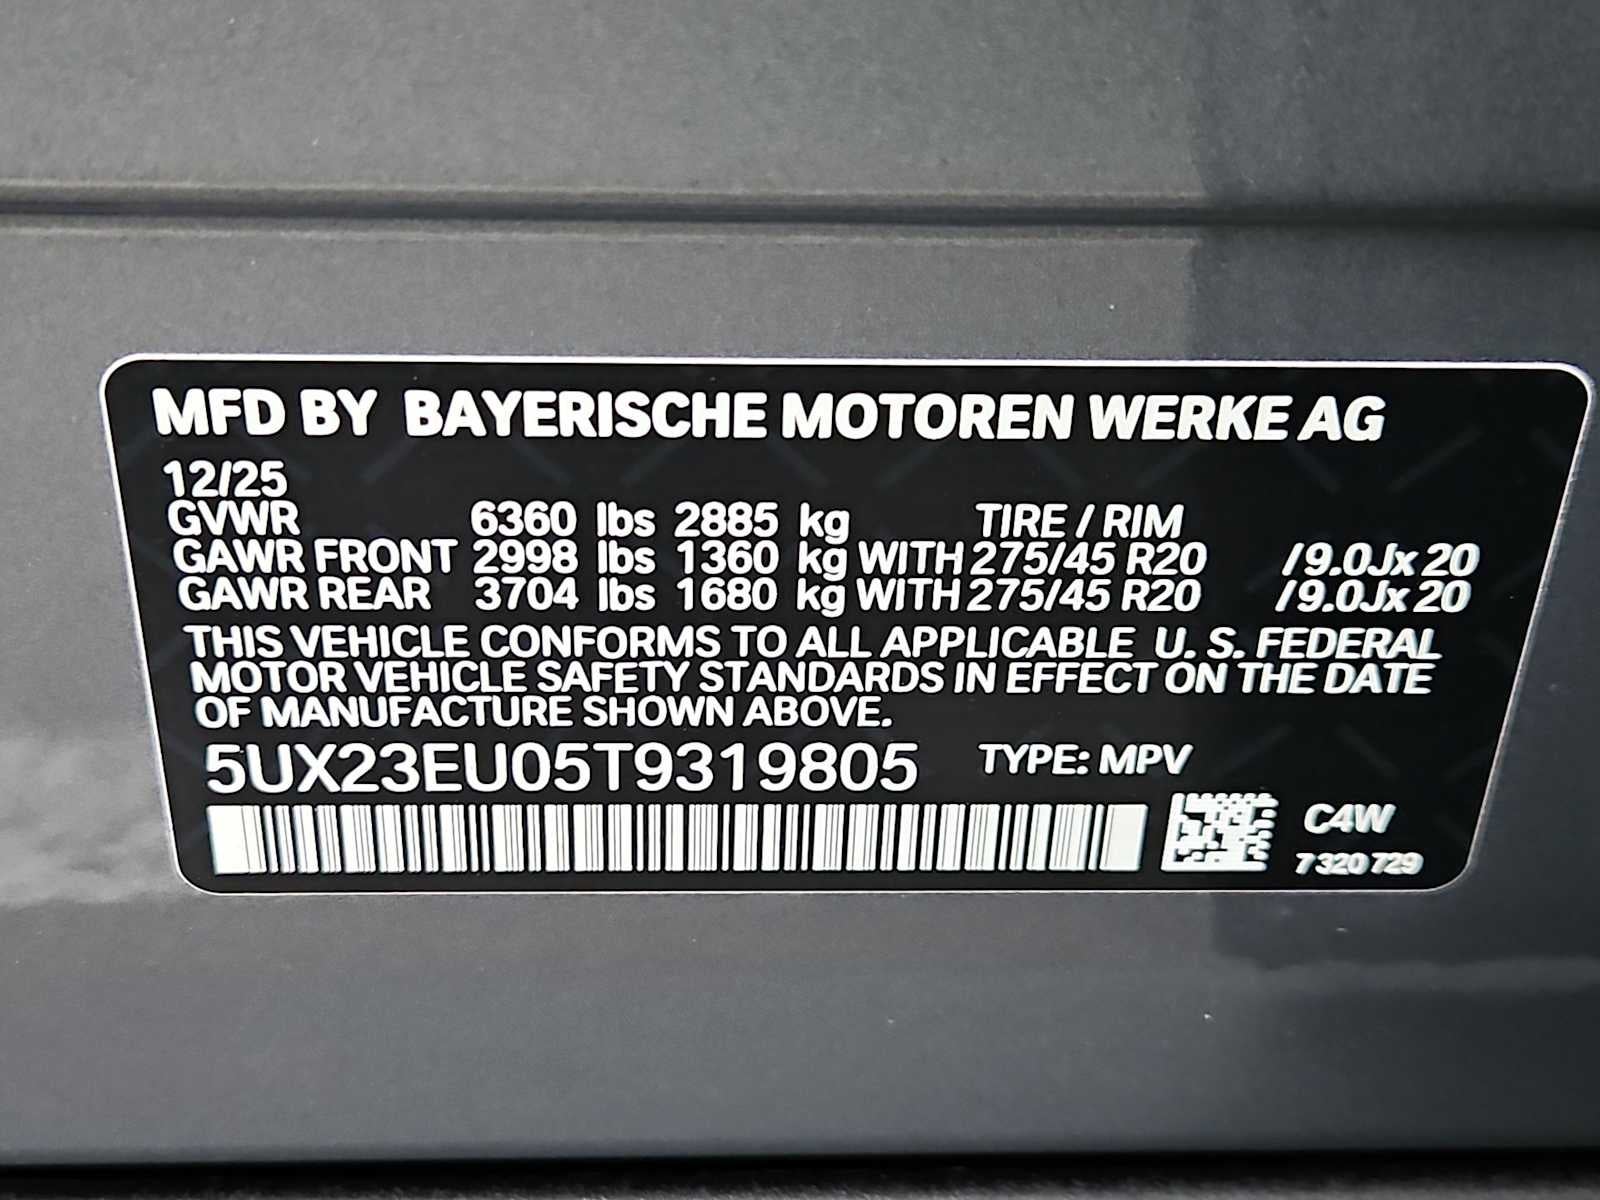 MFD BY BAYERISCHE MOTOREN WERKE AG
12/25
GVWR 6360 lbs 2885 kg TIRE / RIM
GAWR FRONT 2998 lbs 1360 kg WITH 275/45 R20 /9.0Jx20
GAWR REAR 3704 lbs 1680 kg WITH 275/45 R20 /9.0Jx20
THIS VEHICLE CONFORMS TO ALL APPLICABLE U. S. FEDERAL
MOTOR VEHICLE SAFETY STANDARDS IN EFFECT ON THE DATE
OF MANUFACTURE SHOWN ABOVE.
5UX23EU05T9319805 TYPE: MPV
C4W
7 320 729